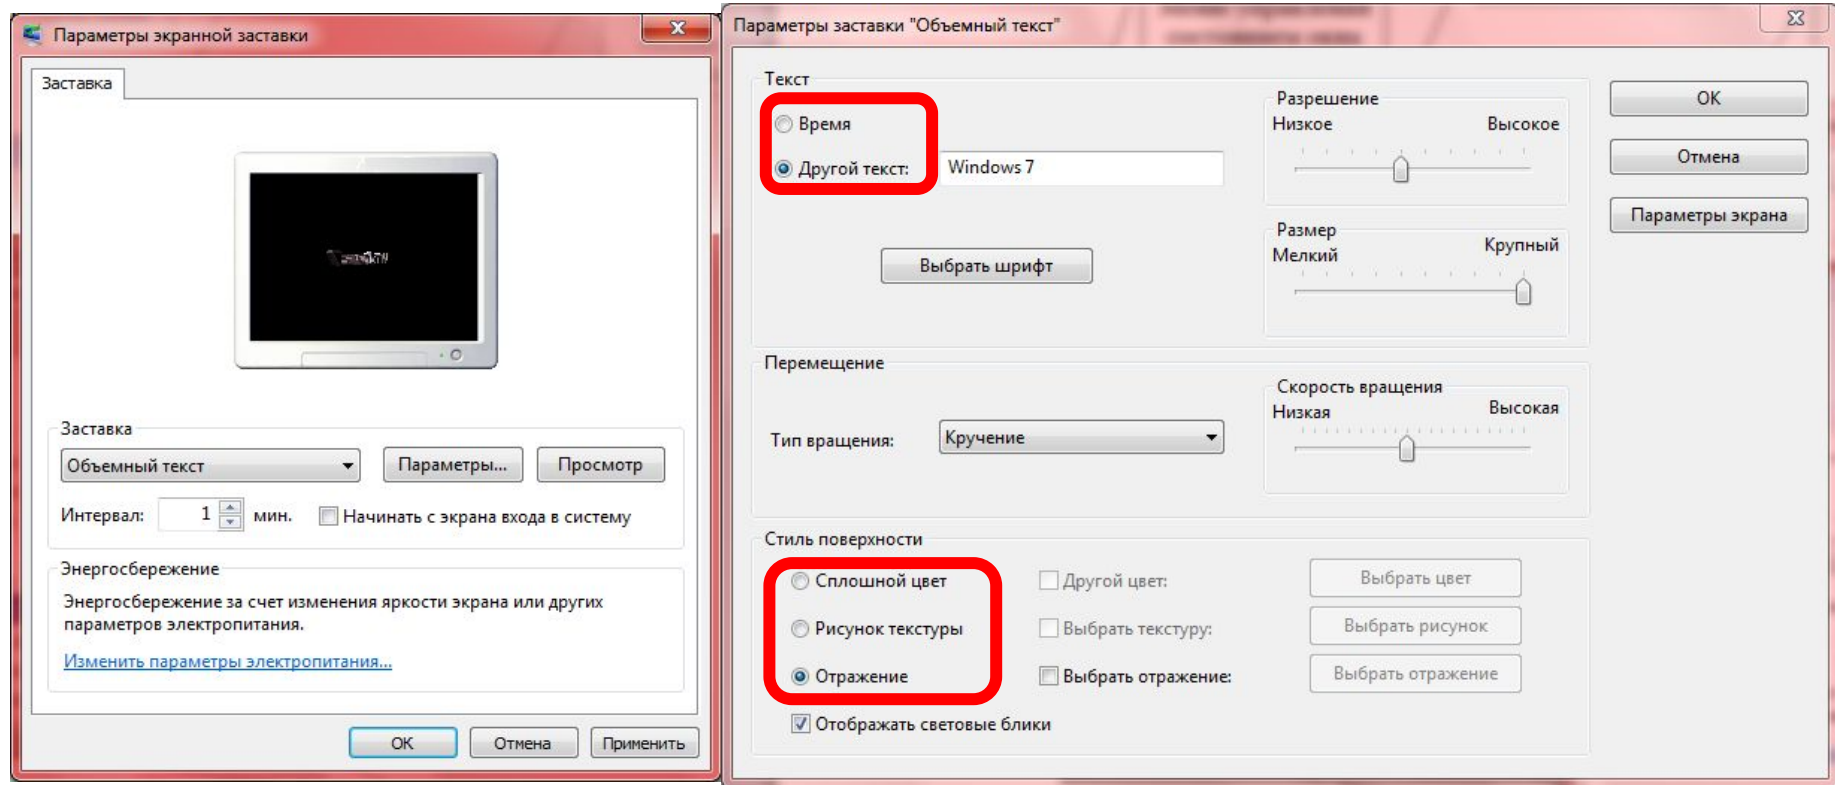 Параметры экранной заставки
Заставка
Заставка
Объемный текст
Параметры...
Просмотр
Интервал: 1 мин.
Начинать с экрана входа в систему
Энергосбережение
Энергосбережение за счет изменения яркости экрана или других
параметров электропитания.
Изменить параметры электропитания...
ОК
Отмена
Применить
Параметры заставки "Объемный текст"
Текст
Время
Другой текст: Windows 7
Выбрать шрифт
Разрешение
Низкое Высокое
Размер
Мелкий Крупный
ОК
Отмена
Параметры экрана
Перемещение
Тип вращения: Кручение
Скорость вращения
Низкая Высокая
Стиль поверхности
Сплошной цвет Другой цвет: Выбрать цвет
Рисунок текстуры Выбрать текстуру: Выбрать рисунок
Отражение Выбрать отражение: Выбрать отражение
Отображать световые блики